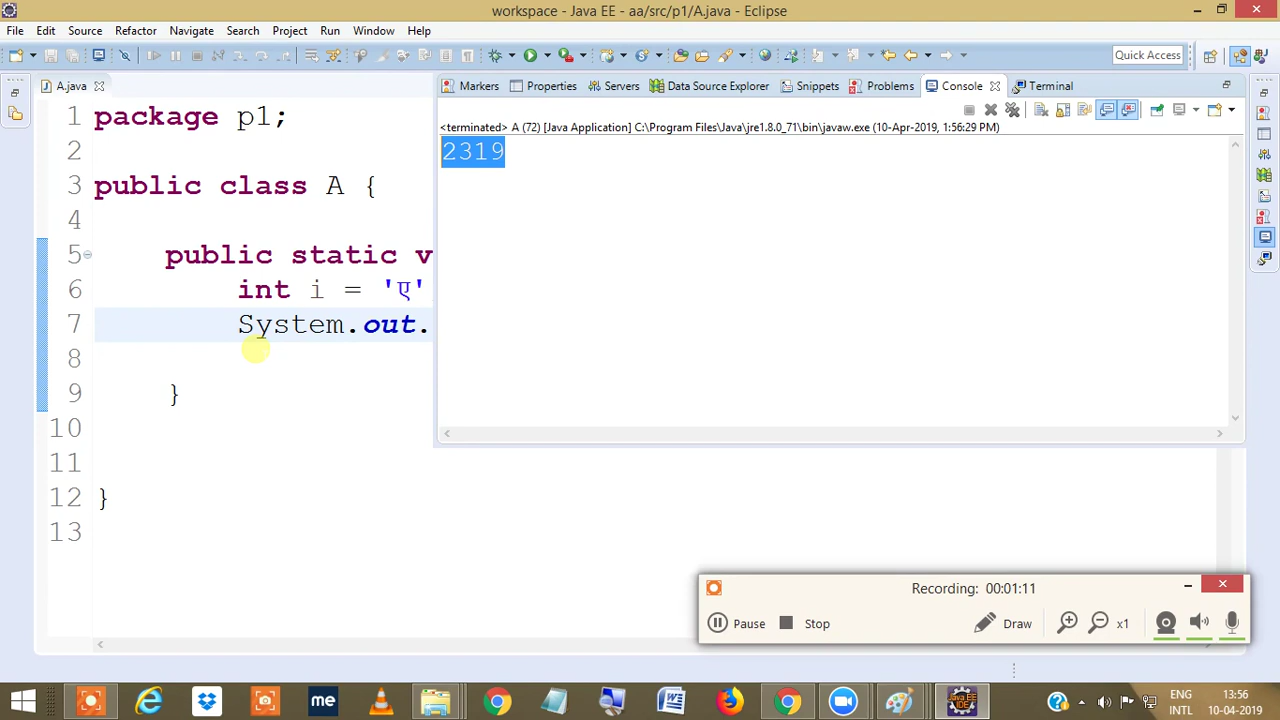 workspace - Java EE - aa/src/p1/A.java - Eclipse
File Edit Source Refactor Navigate Search Project Run Window Help
Quick Access
A.java
Markers Properties Servers Data Source Explorer Snippets Problems Console Terminal
<terminated> A (72) [Java Application] C:\Program Files\Java\jre1.8.0_71\bin\javaw.exe (10-Apr-2019, 1:56:29 PM)
2319
1 package p1;
2
3 public class A {
4
5 public static v
6 int i = 'ए'
7 System.out.
8
9 }
10
11
12 }
13
Recording: 00:01:11
Pause Stop Draw x1
me
ENG
INTL
13:56
10-04-2019